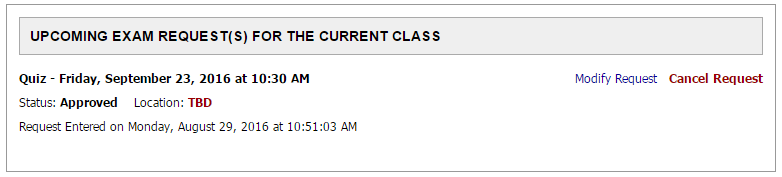 UPCOMING EXAM REQUEST(S) FOR THE CURRENT CLASS
Quiz - Friday, September 23, 2016 at 10:30 AM Modify Request Cancel Request
Status: Approved Location: TBD
Request Entered on Monday, August 29, 2016 at 10:51:03 AM